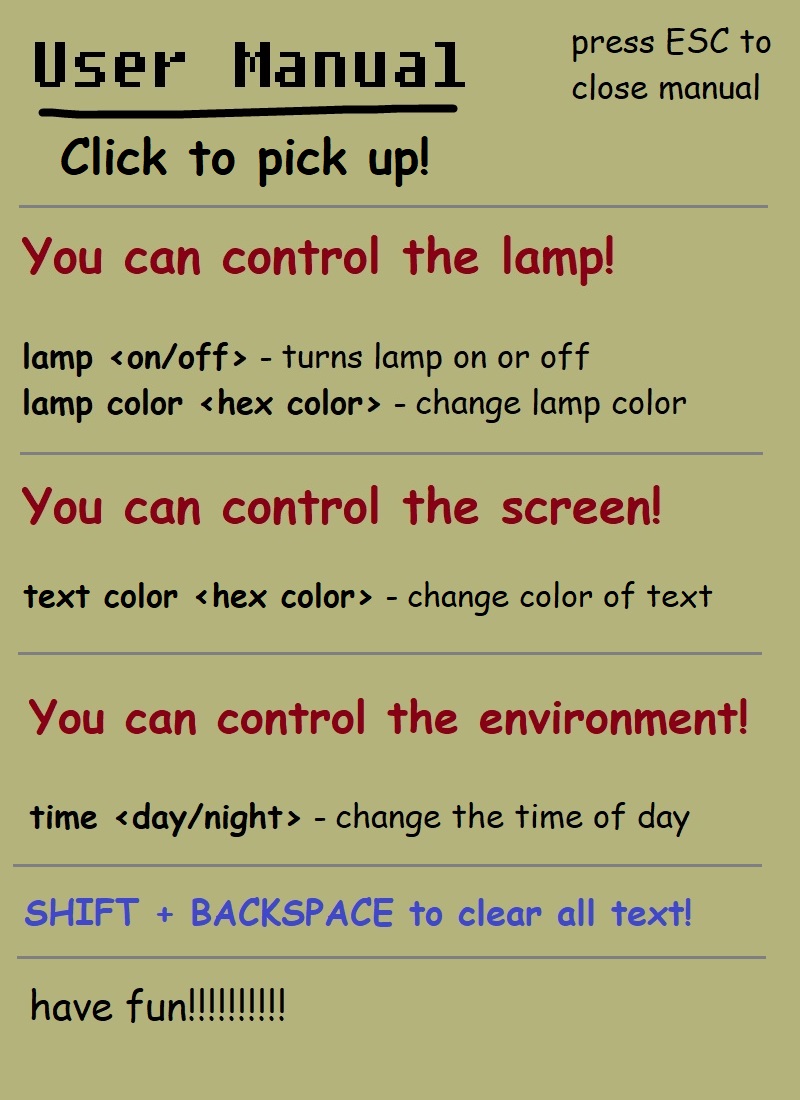 User Manual
press ESC to
close manual
Click to pick up!
You can control the lamp!
lamp <on/off> - turns lamp on or off
lamp color <hex color> - change lamp color
You can control the screen!
text color <hex color> - change color of text
You can control the environment!
time <day/night> - change the time of day
SHIFT + BACKSPACE to clear all text!
have fun!!!!!!!!!!